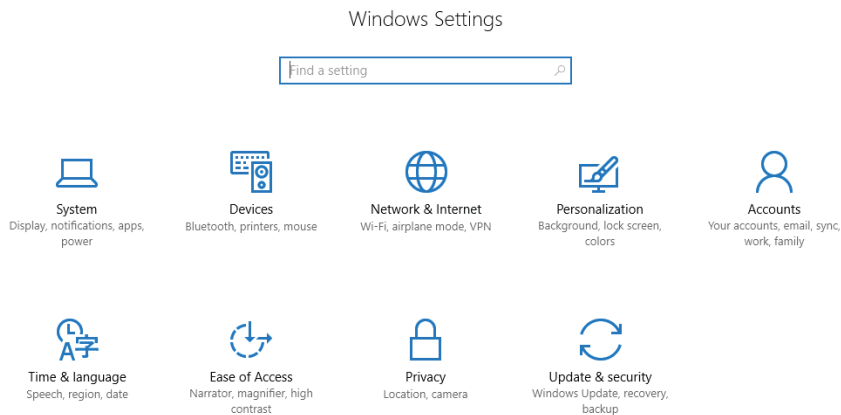 Windows Settings
Find a setting
System
Display, notifications, apps,
power
Devices
Bluetooth, printers, mouse
Network & Internet
Wi-Fi, airplane mode, VPN
Personalization
Background, lock screen,
colors
Accounts
Your accounts, email, sync,
work, family
A字
Time & language
Speech, region, date
Ease of Access
Narrator, magnifier, high
contrast
Privacy
Location, camera
Update & security
Windows Update, recovery,
backup